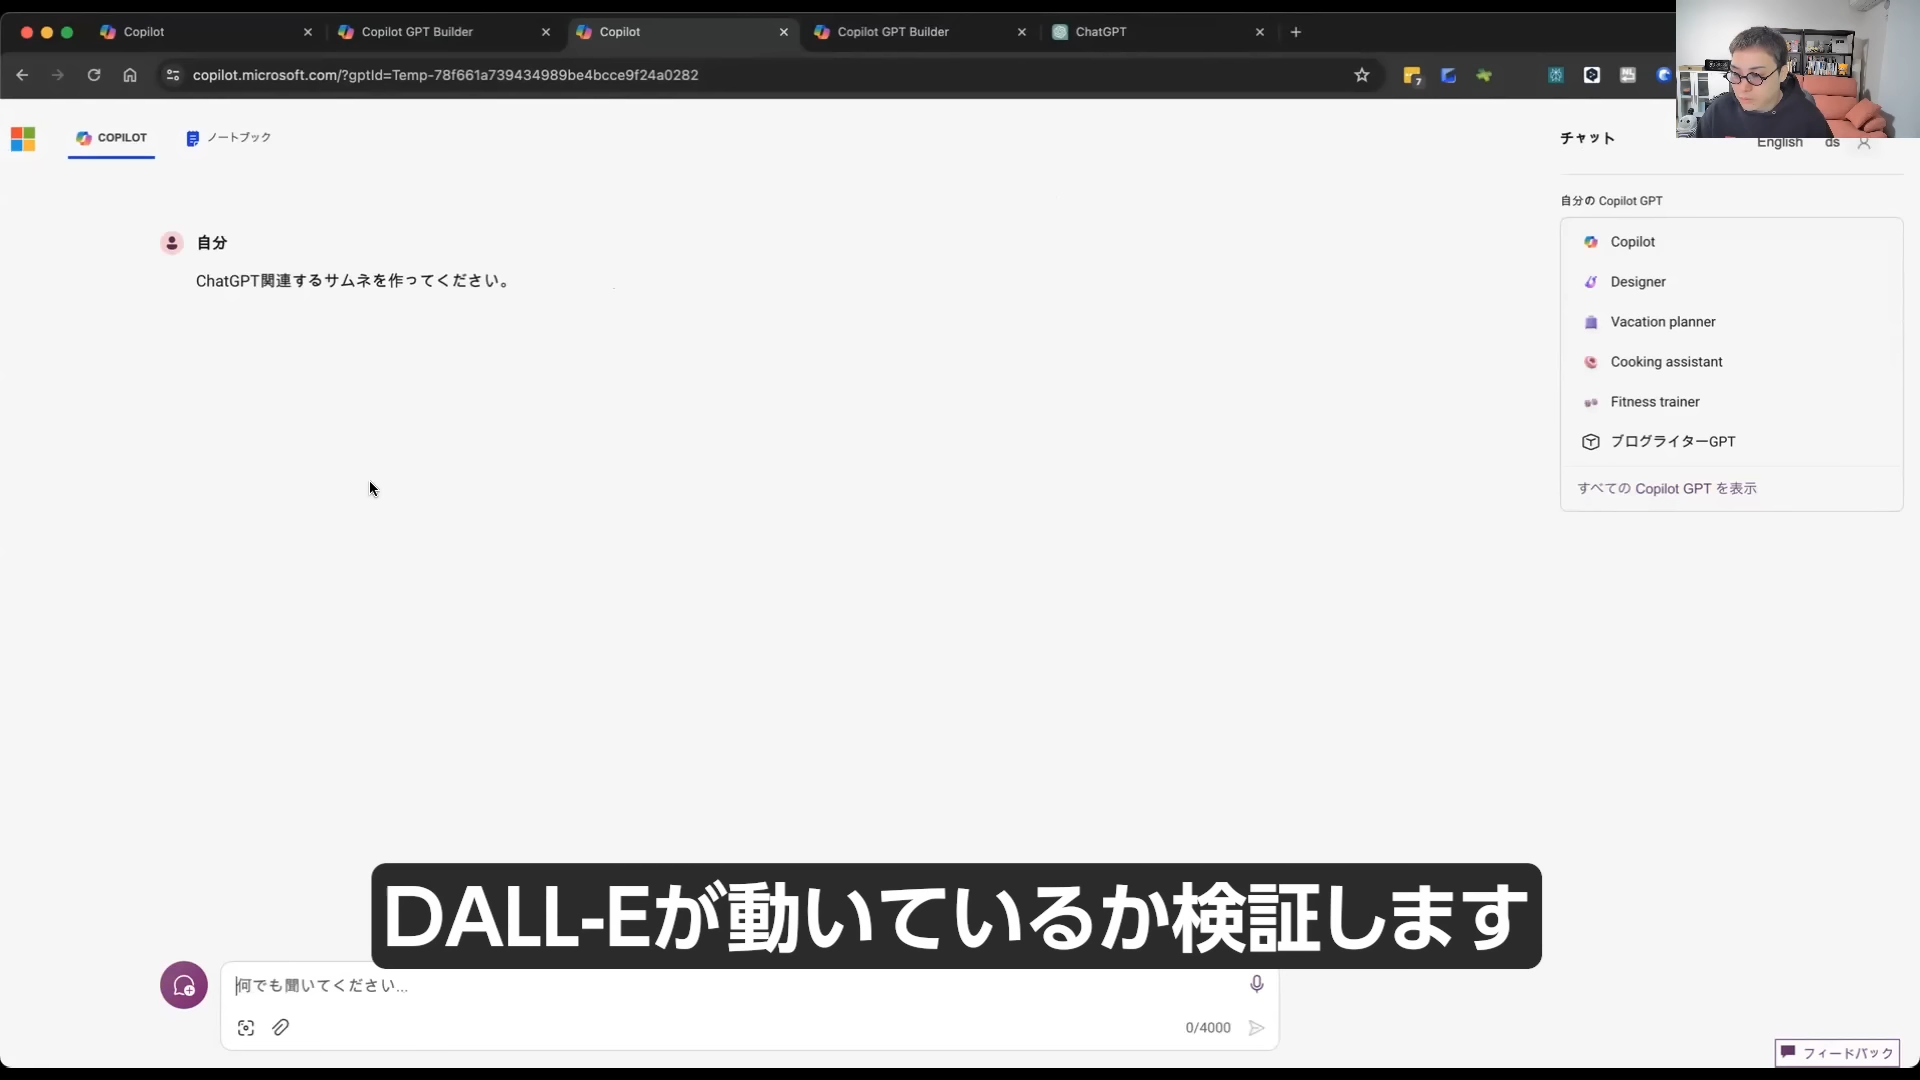 Copilot
Copilot GPT Builder
Copilot
Copilot GPT Builder
ChatGPT
copilot.microsoft.com/?gptId=Temp-78f661a739434989be4bcce9f24a0282
7
COPILOT
ノートブック
チャット
English
ds
自分の Copilot GPT
Copilot
Designer
Vacation planner
Cooking assistant
Fitness trainer
ブログライターGPT
すべての Copilot GPT を表示
自分
ChatGPT関連するサムネを作ってください。
DALL-Eが動いているか検証します
何でも聞いてください...
0/4000
フィードバック